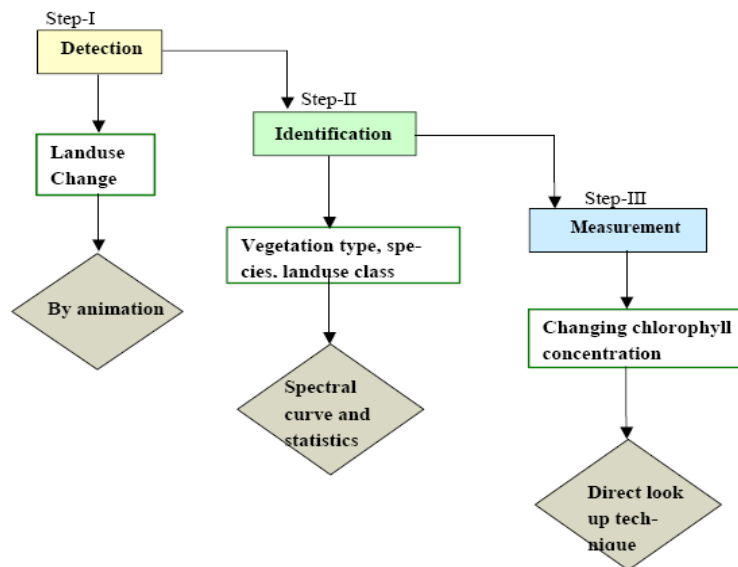 Step-I
Detection
Landuse
Change
By animation
Step-II
Identification
Vegetation type, spe-
cies, landuse class
Spectral
curve and
statistics
Step-III
Measurement
Changing chlorophyll
concentration
Direct look
up tech-
nique